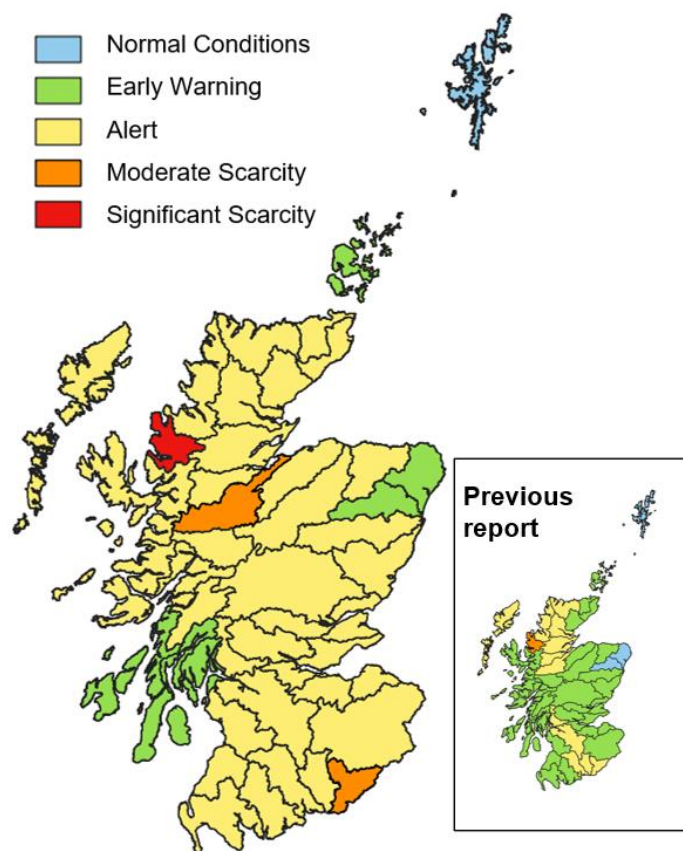 Normal Conditions
Early Warning
Alert
Moderate Scarcity
Significant Scarcity
Previous
report